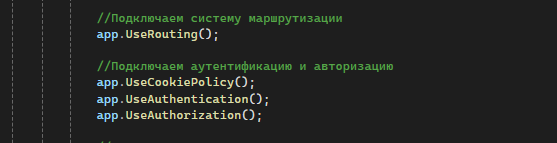 //Подключаем систему маршрутизации
app.UseRouting();
//Подключаем аутентификацию и авторизацию
app.UseCookiePolicy();
app.UseAuthentication();
app.UseAuthorization();